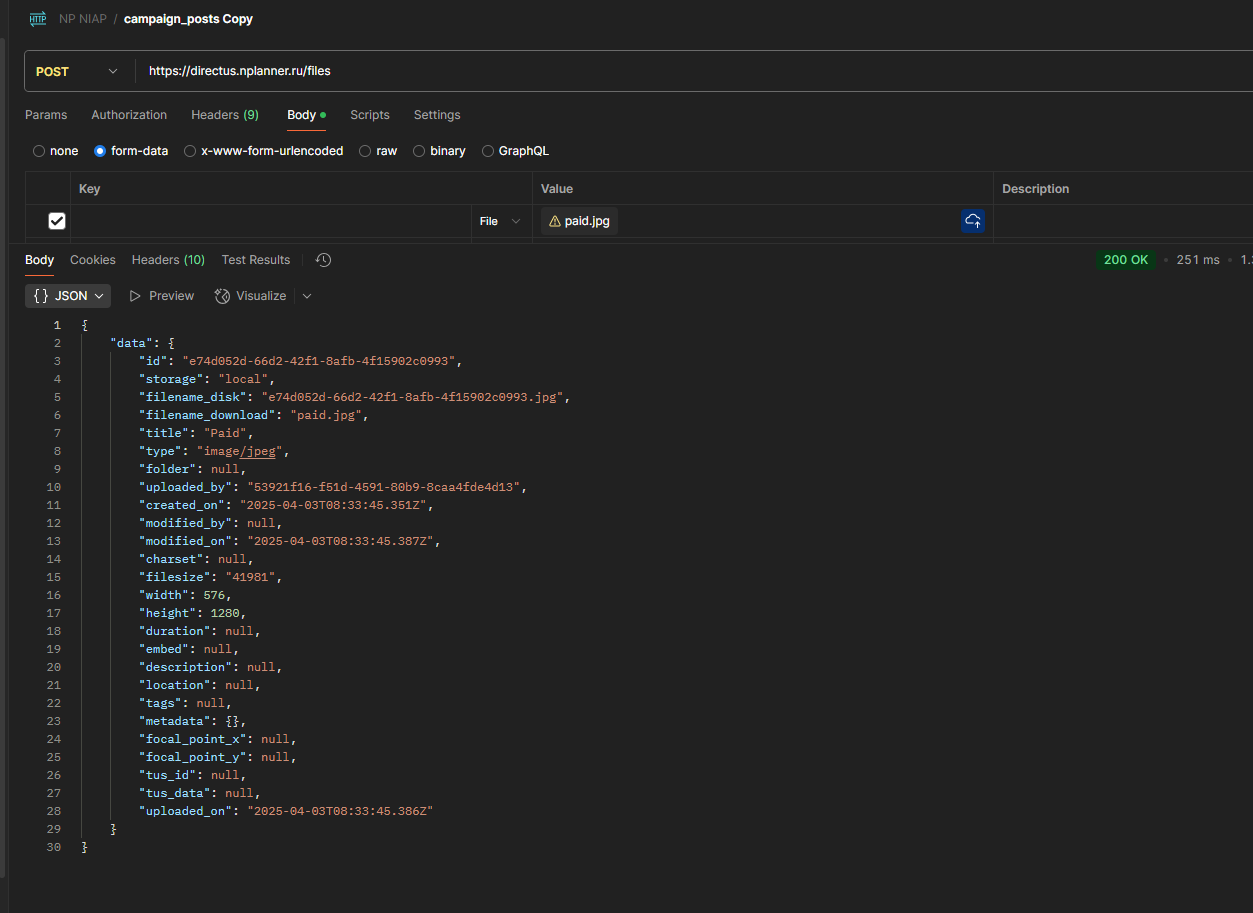 HTTP NP NIAP / campaign_posts Copy
POST https://directus.nplanner.ru/files
Params Authorization Headers (9) Body Scripts Settings
none form-data x-www-form-urlencoded raw binary GraphQL
Key Value Description
File paid.jpg
Body Cookies Headers (10) Test Results 200 OK • 251 ms • 1.
{} JSON Preview Visualize
1 {
2 "data": {
3 "id": "e74d052d-66d2-42f1-8afb-4f15902c0993",
4 "storage": "local",
5 "filename_disk": "e74d052d-66d2-42f1-8afb-4f15902c0993.jpg",
6 "filename_download": "paid.jpg",
7 "title": "Paid",
8 "type": "image/jpeg",
9 "folder": null,
10 "uploaded_by": "53921f16-f51d-4591-80b9-8caa4fde4d13",
11 "created_on": "2025-04-03T08:33:45.351Z",
12 "modified_by": null,
13 "modified_on": "2025-04-03T08:33:45.387Z",
14 "charset": null,
15 "filesize": "41981",
16 "width": 576,
17 "height": 1280,
18 "duration": null,
19 "embed": null,
20 "description": null,
21 "location": null,
22 "tags": null,
23 "metadata": {},
24 "focal_point_x": null,
25 "focal_point_y": null,
26 "tus_id": null,
27 "tus_data": null,
28 "uploaded_on": "2025-04-03T08:33:45.386Z"
29 }
30 }